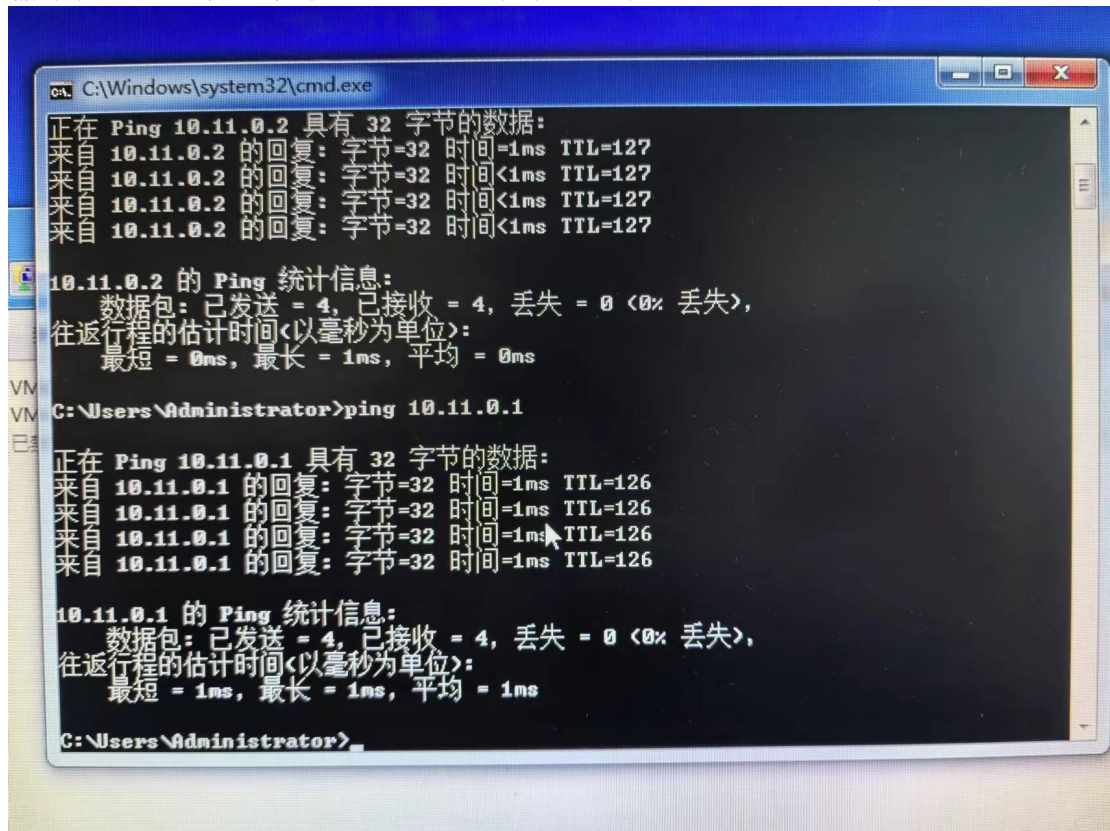 C:\Windows\system32\cmd.exe
正在 Ping 10.11.0.2 具有 32 字节的数据:
来自 10.11.0.2 的回复: 字节=32 时间=1ms TTL=127
来自 10.11.0.2 的回复: 字节=32 时间<1ms TTL=127
来自 10.11.0.2 的回复: 字节=32 时间<1ms TTL=127
来自 10.11.0.2 的回复: 字节=32 时间<1ms TTL=127
10.11.0.2 的 Ping 统计信息:
数据包: 已发送 = 4, 已接收 = 4, 丢失 = 0 <0% 丢失>,
往返行程的估计时间<以毫秒为单位>:
最短 = 0ms, 最长 = 1ms, 平均 = 0ms
VM
VM
C:\Users\Administrator>ping 10.11.0.1
正在 Ping 10.11.0.1 具有 32 字节的数据:
来自 10.11.0.1 的回复: 字节=32 时间=1ms TTL=126
来自 10.11.0.1 的回复: 字节=32 时间=1ms TTL=126
来自 10.11.0.1 的回复: 字节=32 时间=1ms TTL=126
来自 10.11.0.1 的回复: 字节=32 时间=1ms TTL=126
10.11.0.1 的 Ping 统计信息:
数据包: 已发送 = 4, 已接收 = 4, 丢失 = 0 <0% 丢失>,
往返行程的估计时间<以毫秒为单位>:
最短 = 1ms, 最长 = 1ms, 平均 = 1ms
C:\Users\Administrator>